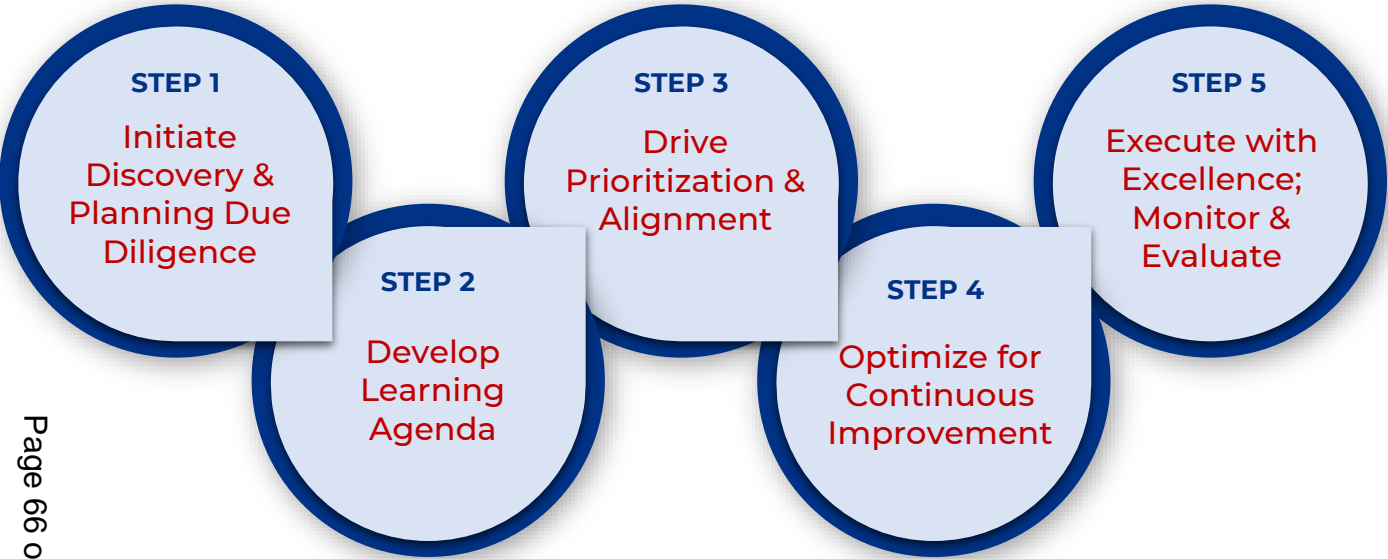 STEP 1
Initiate
Discovery &
Planning Due
Diligence
STEP 2
Develop
Learning
Agenda
STEP 3
Drive
Prioritization &
Alignment
STEP 4
Optimize for
Continuous
Improvement
STEP 5
Execute with
Excellence;
Monitor &
Evaluate
Page 66 o